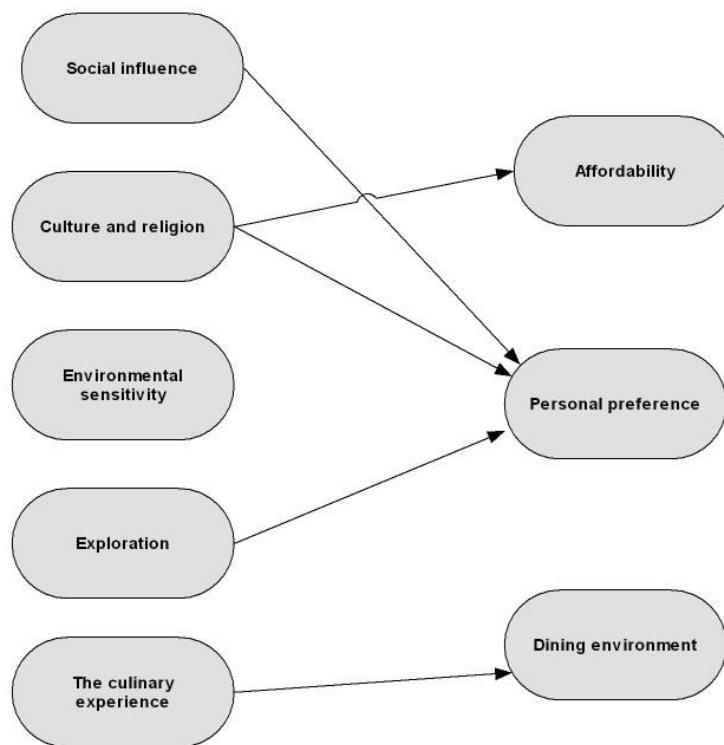 Social influence
Affordability
Culture and religion
Environmental
sensitivity
Personal preference
Exploration
Dining environment
The culinary
experience